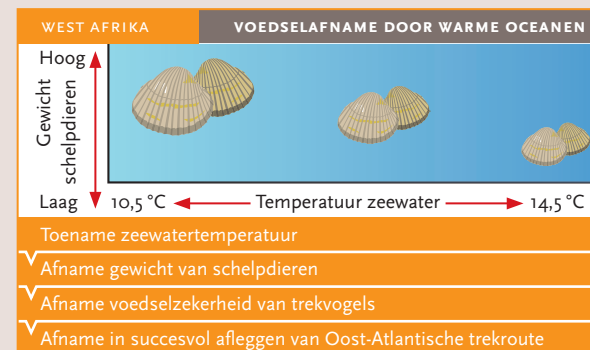 WEST AFRIKA
VOEDSELAFNAME DOOR WARME OCEANEN
Hoog
Gewicht
schelpdieren
Laag
10,5 °C
Temperatuur zeewater
14,5 °C
Toename zeewatertemperatuur
Afname gewicht van schelpdieren
Afname voedselzekerheid van trekvogels
Afname in succesvol afleggen van Oost-Atlantische trekroute